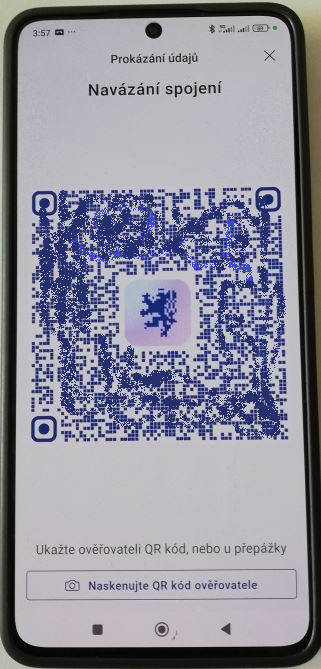 3:57
Prokázání údajů
Navázání spojení
Ukažte ověřovateli QR kód, nebo u přepážky
Naskenujte QR kód ověřovatele